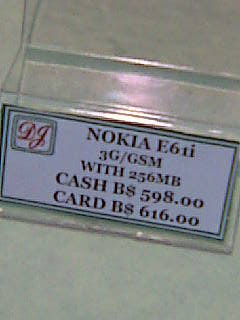 DJ
NOKIA E61i
3G/GSM
WITH 256MB
CASH B$ 598.00
CARD B$ 616.00